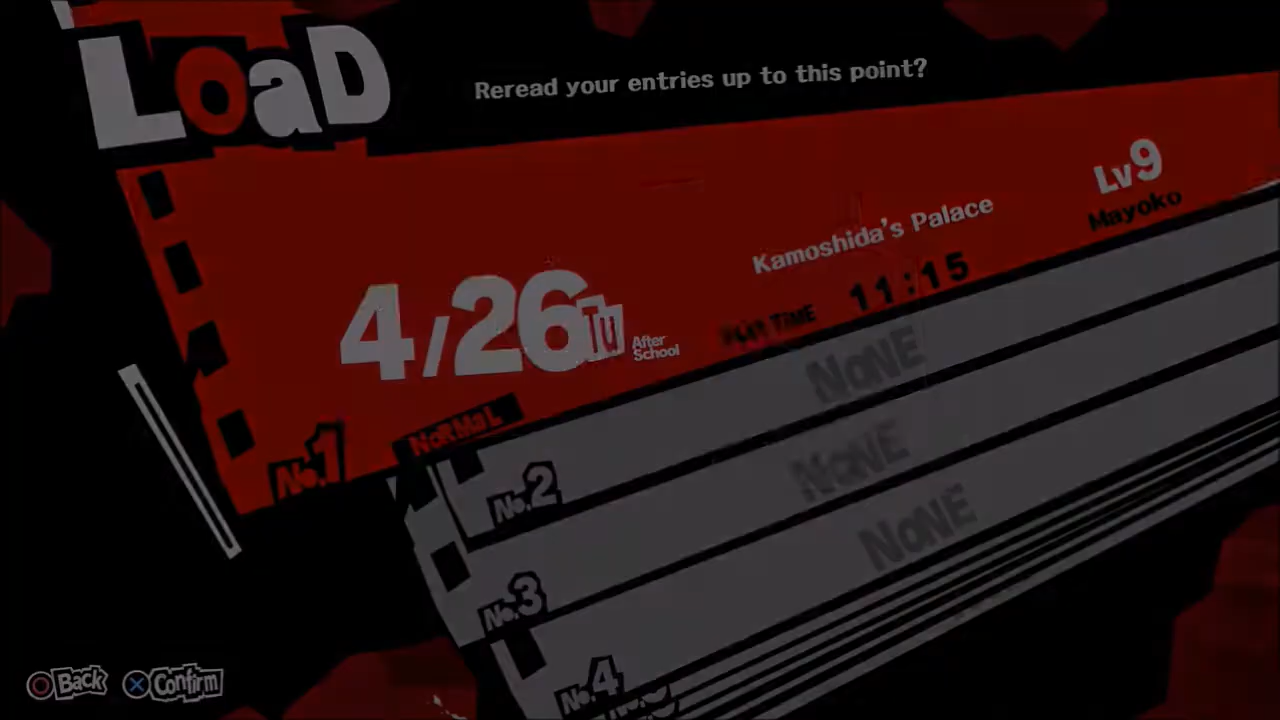 LoaD
Reread your entries up to this point?
Lv9
Mayoko
Kamoshida's Palace
PLAY TiME 11:15
4/26 TU After School
No.1 NoRMaL
NoNE
No.2
NoNE
No.3
NoNE
No.4
Back Confirm